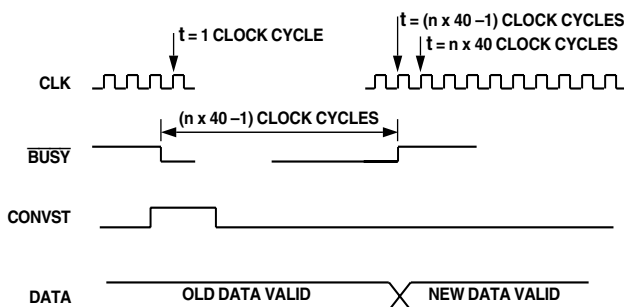 t = 1 CLOCK CYCLE
t = (n x 40 –1) CLOCK CYCLES
t = n x 40 CLOCK CYCLES
CLK
(n x 40 –1) CLOCK CYCLES
BUSY
CONVST
DATA
OLD DATA VALID
NEW DATA VALID